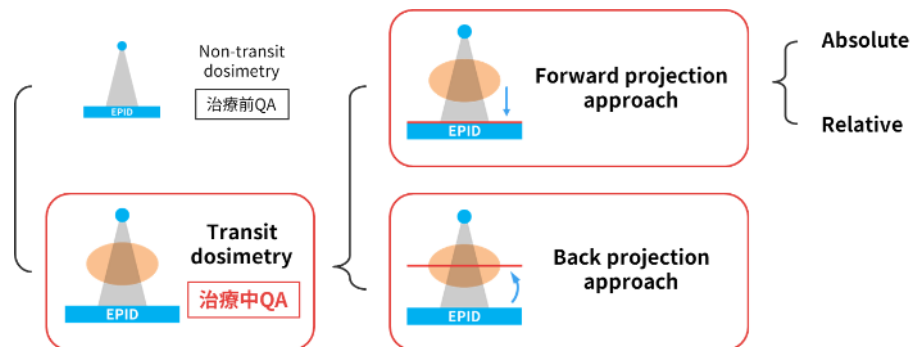 Non-transit
dosimetry
治療前QA
EPID
Transit
dosimetry
治療中QA
EPID
Forward projection
approach
EPID
Back projection
approach
EPID
Absolute
Relative